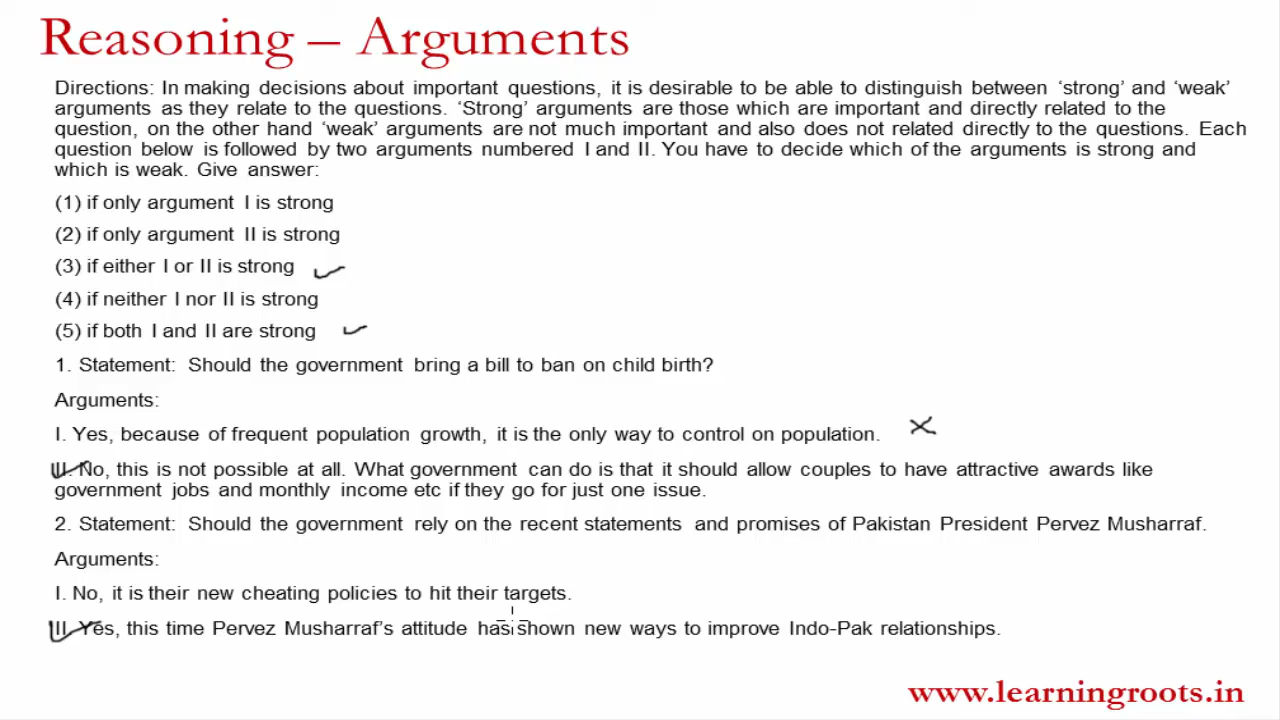 Reasoning – Arguments
Directions: In making decisions about important questions, it is desirable to be able to distinguish between ‘strong’ and ‘weak’
arguments as they relate to the questions. ‘Strong’ arguments are those which are important and directly related to the
question, on the other hand ‘weak’ arguments are not much important and also does not related directly to the questions. Each
question below is followed by two arguments numbered I and II. You have to decide which of the arguments is strong and
which is weak. Give answer:
(1) if only argument I is strong
(2) if only argument II is strong
(3) if either I or II is strong
(4) if neither I nor II is strong
(5) if both I and II are strong
1. Statement: Should the government bring a bill to ban on child birth?
Arguments:
I. Yes, because of frequent population growth, it is the only way to control on population.
II. No, this is not possible at all. What government can do is that it should allow couples to have attractive awards like
government jobs and monthly income etc if they go for just one issue.
2. Statement: Should the government rely on the recent statements and promises of Pakistan President Pervez Musharraf.
Arguments:
I. No, it is their new cheating policies to hit their targets.
II. Yes, this time Pervez Musharraf’s attitude has shown new ways to improve Indo-Pak relationships.
www.learningroots.in